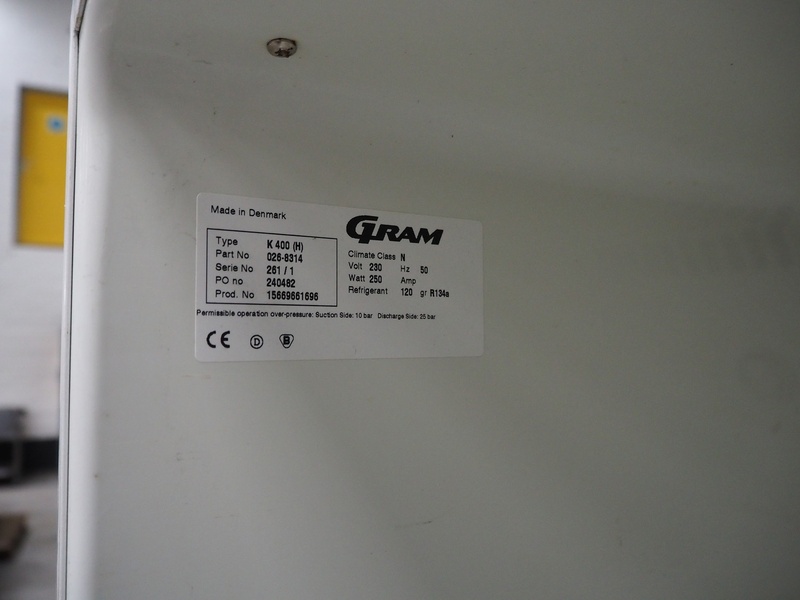 Made in Denmark
GRAM
Type K 400 (H)
Part No 026-8314
Serie No 261 / 1
PO no 240482
Prod. No 15669661696
Climate Class N
Volt 230 Hz 50
Watt 250 Amp
Refrigerant 120 gr R134a
Permissible operation over-pressure: Suction Side: 10 bar Discharge Side: 25 bar
CE D B